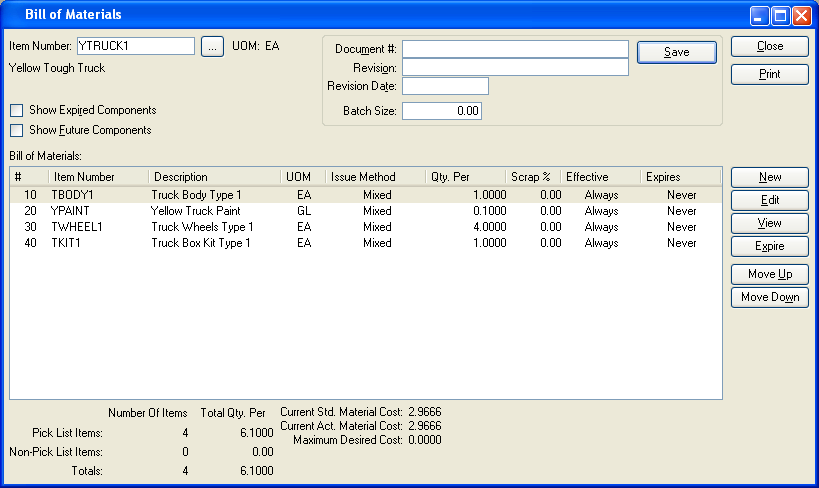 Bill of Materials
Item Number: YTRUCK1 ... UOM: EA
Yellow Tough Truck
Show Expired Components
Show Future Components
Document #:
Revision:
Revision Date:
Batch Size: 0.00
Save
Close
Print
Bill of Materials:
# Item Number Description UOM Issue Method Qty. Per Scrap % Effective Expires
10 TBODY1 Truck Body Type 1 EA Mixed 1.0000 0.00 Always Never
20 YPAINT Yellow Truck Paint GL Mixed 0.1000 0.00 Always Never
30 TWHEEL1 Truck Wheels Type 1 EA Mixed 4.0000 0.00 Always Never
40 TKIT1 Truck Box Kit Type 1 EA Mixed 1.0000 0.00 Always Never
New
Edit
View
Expire
Move Up
Move Down
Number Of Items Total Qty. Per
Pick List Items: 4 6.1000
Non-Pick List Items: 0 0.00
Totals: 4 6.1000
Current Std. Material Cost: 2.9666
Current Act. Material Cost: 2.9666
Maximum Desired Cost: 0.0000